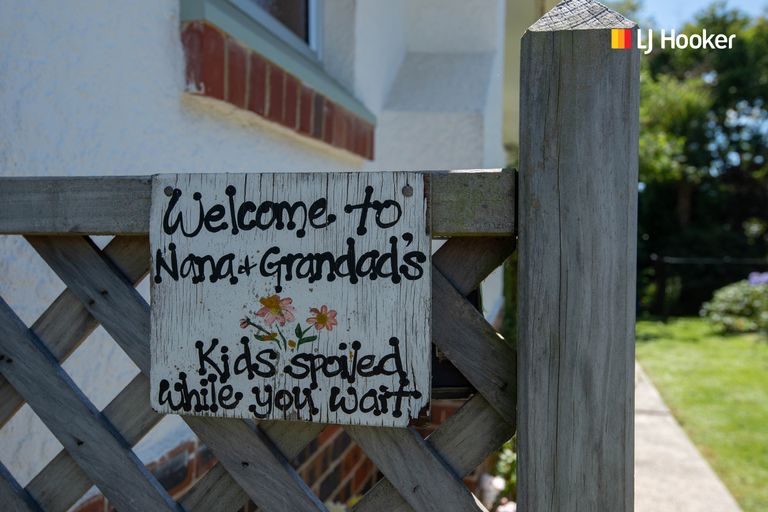 LJ Hooker
Welcome to
Nana + Grandad's
Kids spoiled
while you wait